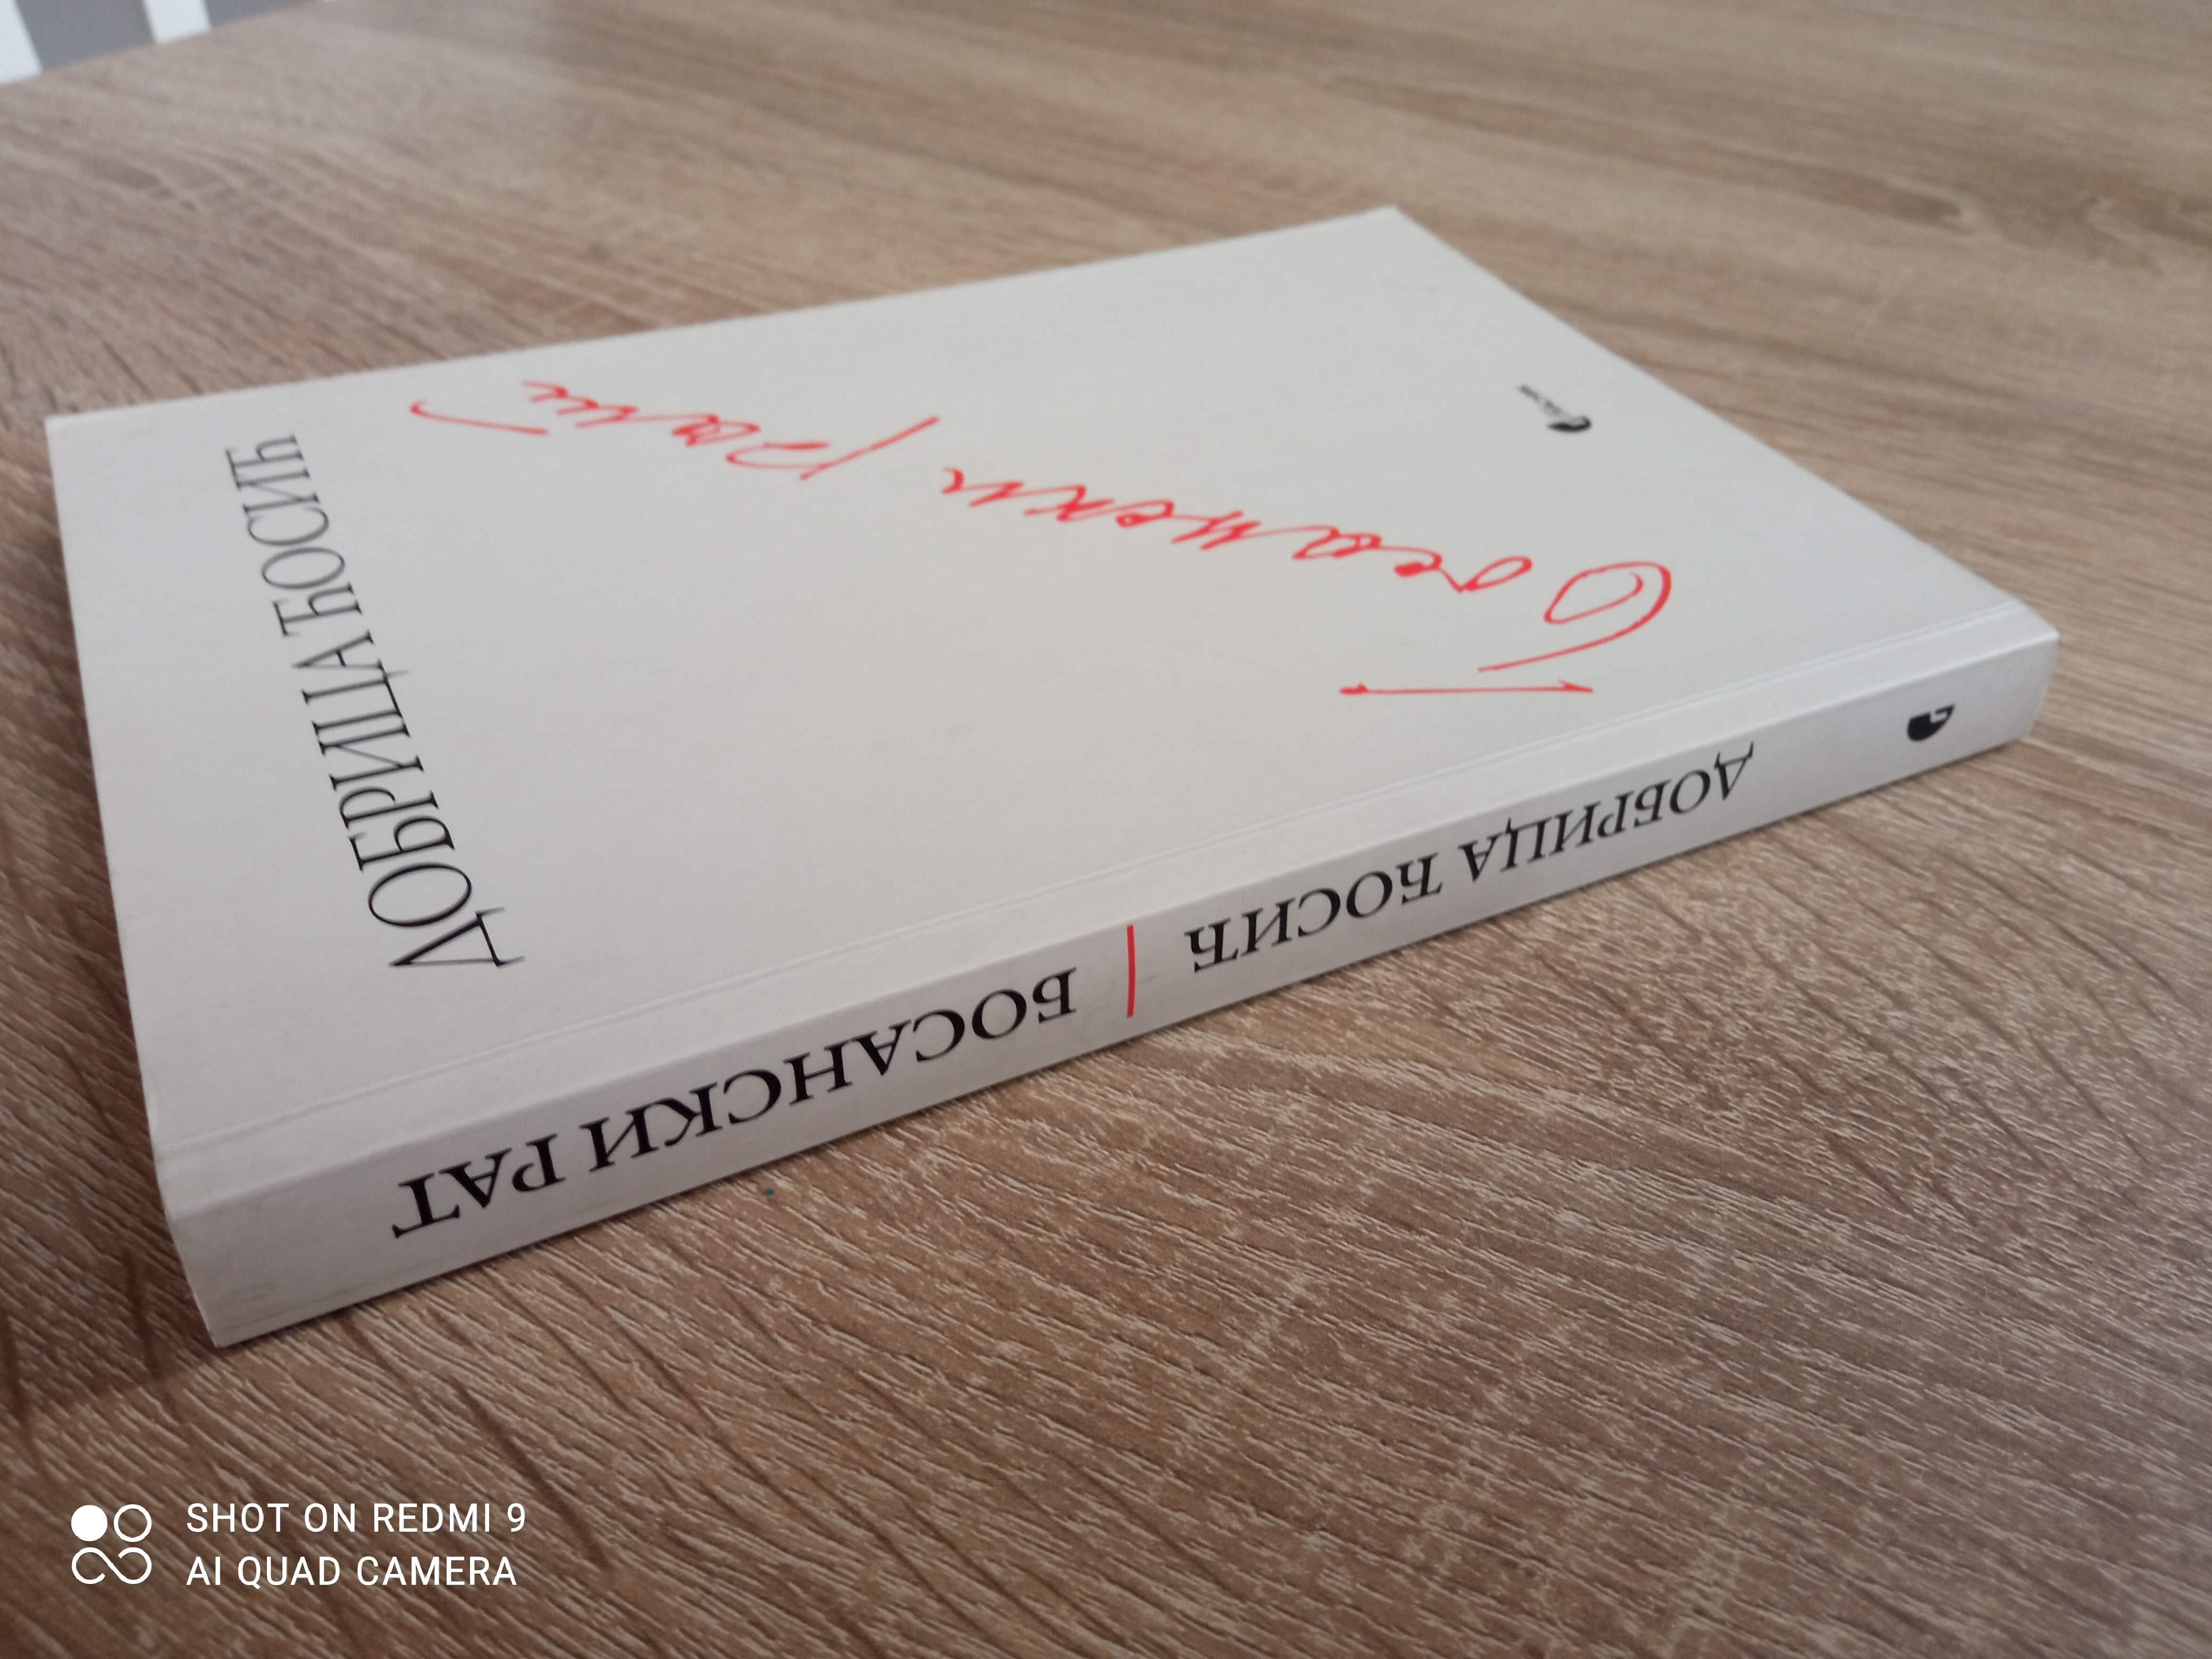 ДОБРИЦА ЋОСИЋ
Босански рат
БОСАНСКИ РАТ | ДОБРИЦА ЋОСИЋ
SHOT ON REDMI 9
AI QUAD CAMERA